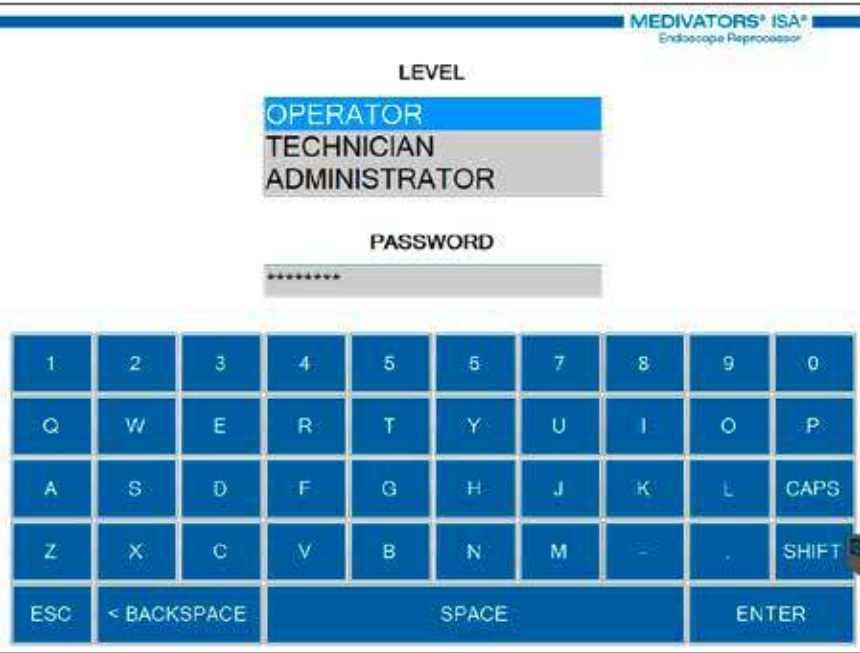 MEDIVATORS® ISA®
Endoscope Reprocessor
LEVEL
OPERATOR
TECHNICIAN
ADMINISTRATOR
PASSWORD
********
1 2 3 4 5 6 7 8 9 0
Q W E R T Y U I O P
A S D F G H J K L CAPS
Z X C V B N M - . SHIFT
ESC < BACKSPACE SPACE ENTER